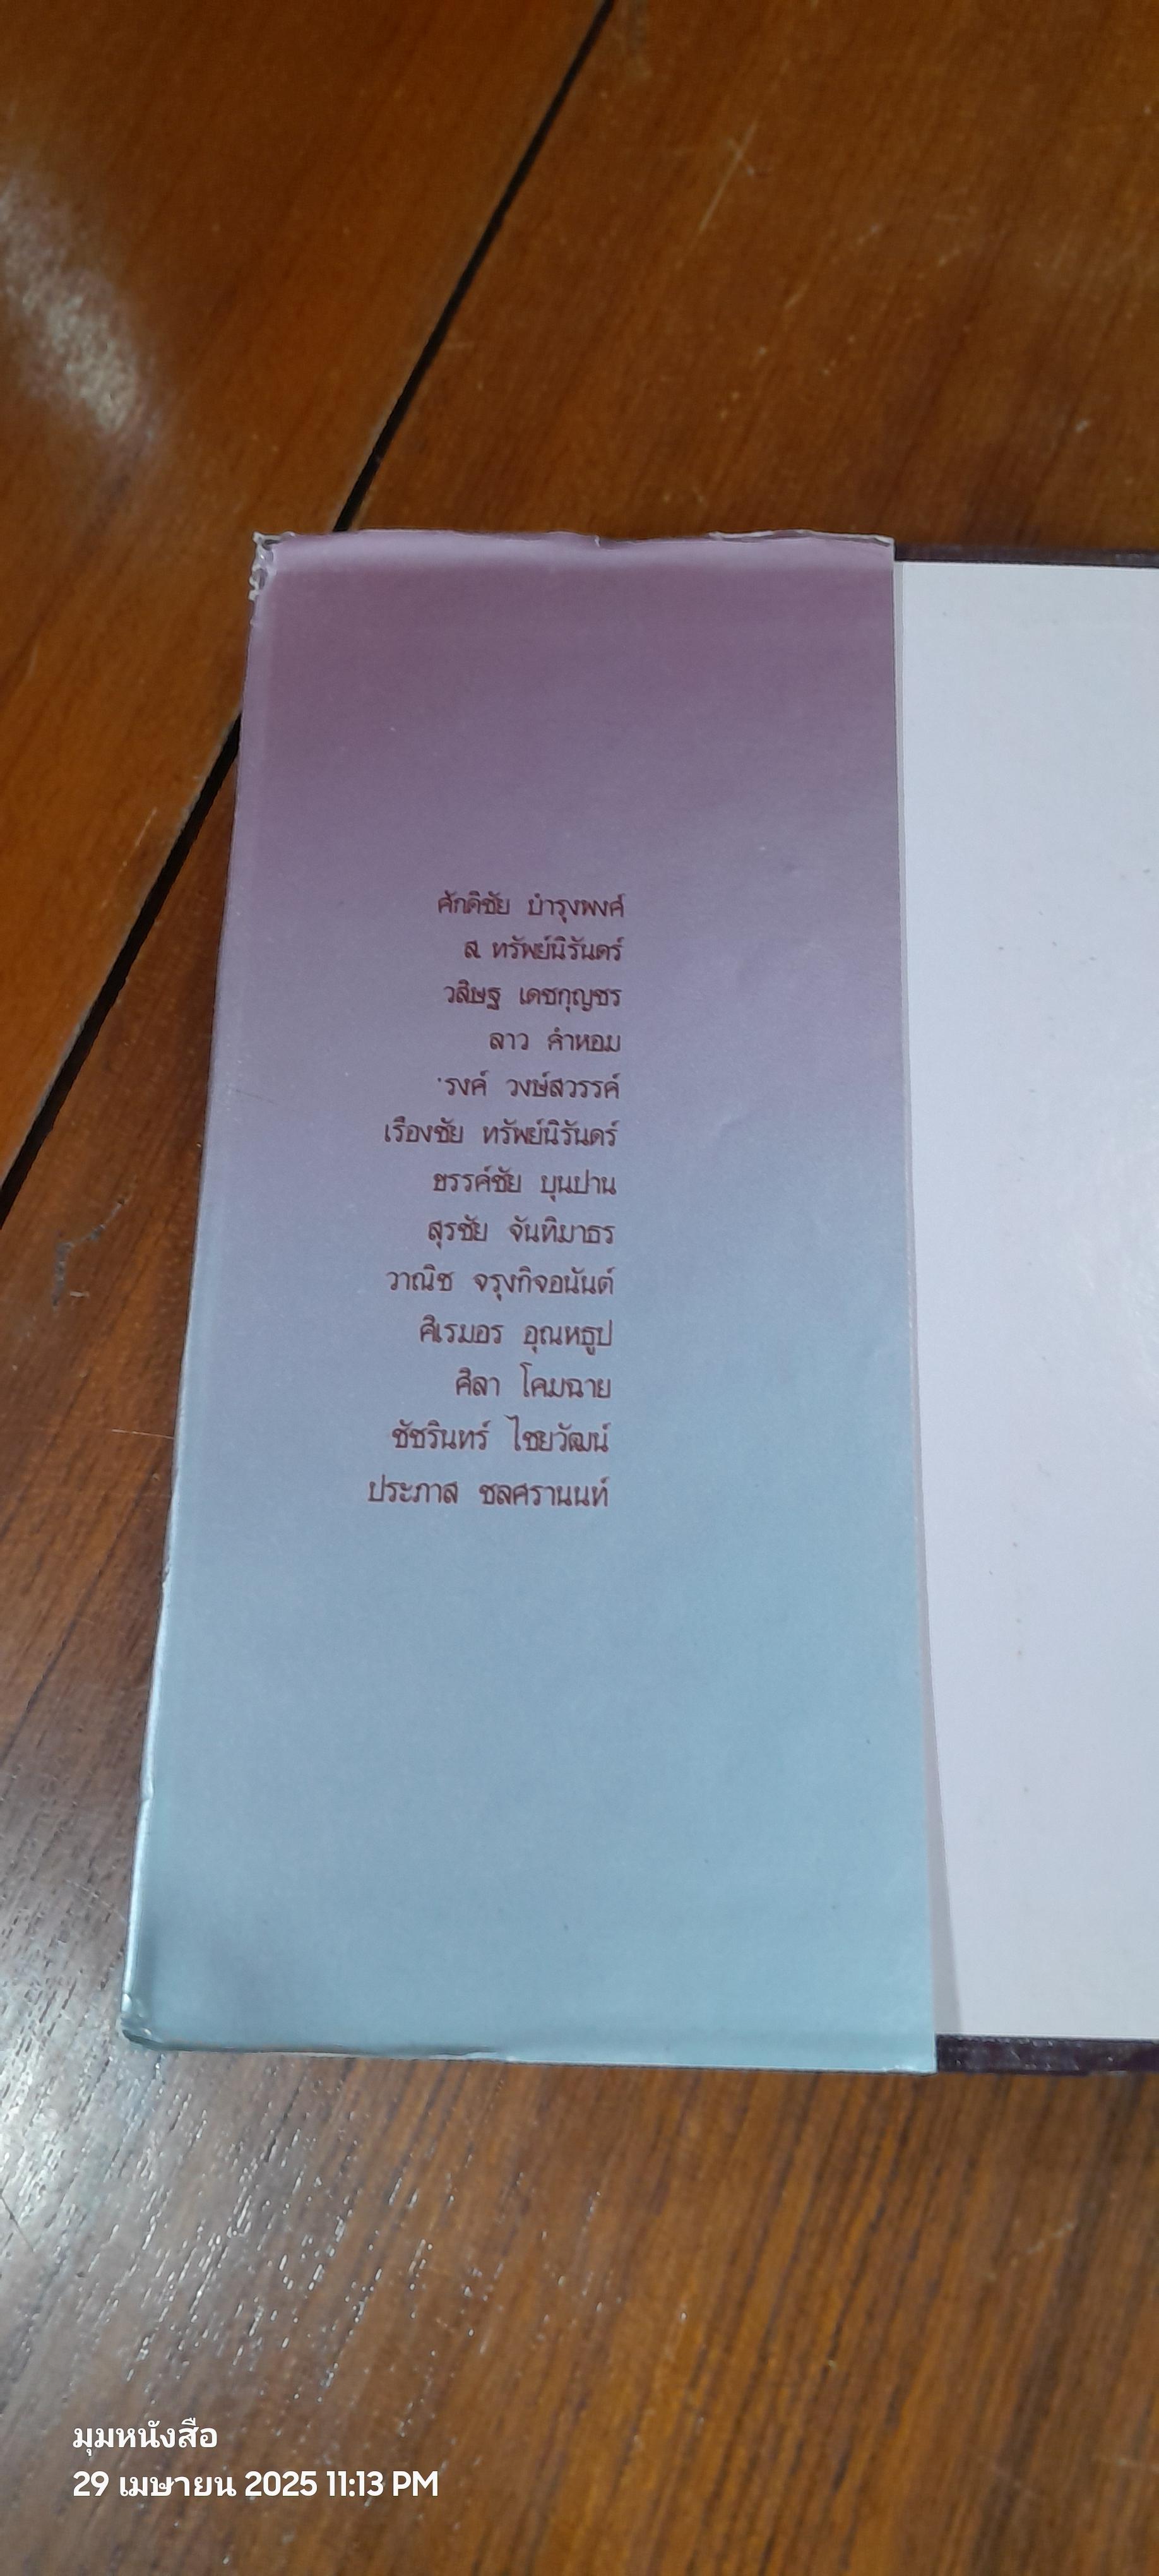 ศักดิชัย บำรุงพงศ์
ส. ทรัพย์นิรันดร์
วสิษฐ เดชกุญชร
ลาว คำหอม
'รงค์ วงษ์สวรรค์
เรืองชัย ทรัพย์นิรันดร์
ขรรค์ชัย บุนปาน
สุรชัย จันทิมาธร
วาณิช จรุงกิจอนันต์
ศิเรมอร อุณหธูป
ศิลา โคมฉาย
ชัชรินทร์ ไชยวัฒน์
ประภาส ชลศรานนท์
มุมหนังสือ
29 เมษายน 2025 11:13 PM